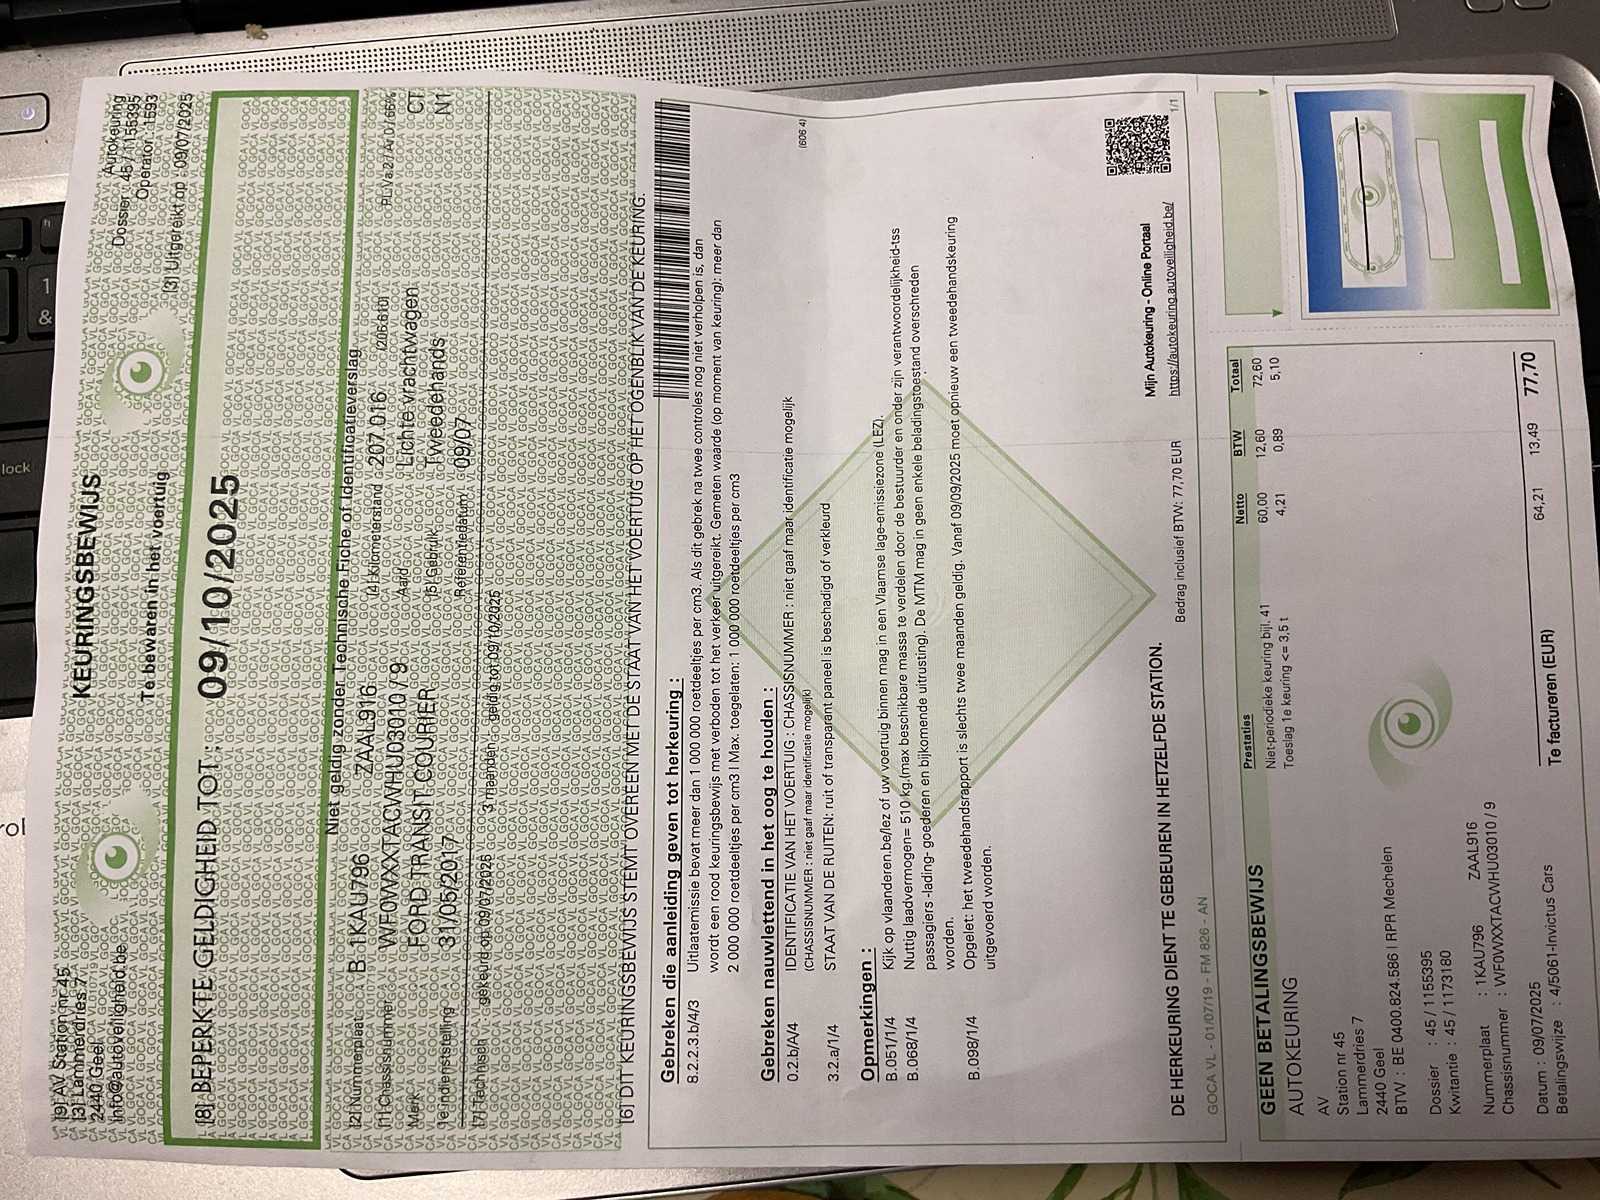 [9] AV Station nr 45
[3] Lammerdries 7
2440 Geel
info@autoveiligheid.be
KEURINGSBEWIJS
Te bewaren in het voertuig
Autokeuring
Dossier : 45 / 1155395
Operator : 1593
[3] Uitgereikt op : 09/07/2025
[8] BEPERKTE GELDIGHEID TOT: 09/10/2025
Niet geldig zonder Technische Fiche of Identificatieverslag
[2] Nummerplaat B 1KAU796 ZAAL916
[4] Kilometerstand 207.016 (206.610)
[1] Chassisnummer WF0WXXTACWHU03010 / 9
Aard Lichte vrachtwagen
CT
Merk FORD TRANSIT COURIER
[5] Gebruik Tweedehands
N1
1e indienststelling 31/05/2017
Referentiedatum 09/07
[7] Technisch gekeurd op 09/07/2025 3 maanden geldig tot 09/10/2025
[6] DIT KEURINGSBEWIJS STEMT OVEREEN MET DE STAAT VAN HET VOERTUIG OP HET OGENBLIK VAN DE KEURING.
Gebreken die aanleiding geven tot herkeuring :
8.2.2.3.b/4/3 Uitlaatemissie bevat meer dan 1 000 000 roetdeeltjes per cm3. Als dit gebrek na twee controles nog niet verholpen is, dan
wordt een rood keuringsbewijs met verboden tot het verkeer uitgereikt. Gemeten waarde (op moment van keuring): meer dan
2 000 000 roetdeeltjes per cm3 | Max. toegelaten: 1 000 000 roetdeeltjes per cm3
(606 4)
Gebreken nauwlettend in het oog te houden :
0.2.b/A/4 IDENTIFICATIE VAN HET VOERTUIG : CHASSISNUMMER : niet gaaf maar identificatie mogelijk
(CHASSISNUMMER : niet gaaf maar identificatie mogelijk)
3.2.a/1/4 STAAT VAN DE RUITEN: ruit of transparant paneel is beschadigd of verkleurd
Opmerkingen :
B.051/1/4 Kijk op vlaanderen.be/lez of uw voertuig binnen mag in een Vlaamse lage-emissiezone (LEZ).
B.068/1/4 Nuttig laadvermogen= 510 kg.(max beschikbare massa te verdelen door de bestuurder en onder zijn verantwoordelijkheid-tss
passagiers -lading- goederen en bijkomende uitrusting). De MTM mag in geen enkele beladingstoestand overschreden
worden.
B.098/1/4 Opgelet: het tweedehandsrapport is slechts twee maanden geldig. Vanaf 09/09/2025 moet opnieuw een tweedehandskeuring
uitgevoerd worden.
Mijn Autokeuring - Online Portaal
https://autokeuring.autoveiligheid.be/
1/1
DE HERKEURING DIENT TE GEBEUREN IN HETZELFDE STATION.
Bedrag inclusief BTW: 77,70 EUR
GOCA VL - 01/07/19 - FM 826 - AN
GEEN BETALINGSBEWIJS
AUTOKEURING
AV
Station nr 45
Lammerdries 7
2440 Geel
BTW : BE 0400.824.586 | RPR Mechelen
Dossier : 45 / 1155395
Kwitantie : 45 / 1173180
Nummerplaat : 1KAU796 ZAAL916
Chassisnummer : WF0WXXTACWHU03010 / 9
Datum : 09/07/2025
Betalingswijze : 4/5061-Invictus Cars
Prestaties Netto BTW Totaal
Niet-periodieke keuring bijl. 41 60,00 12,60 72,60
Toeslag 1e keuring <= 3,5 t 4,21 0,89 5,10
Te factureren (EUR) 64,21 13,49 77,70